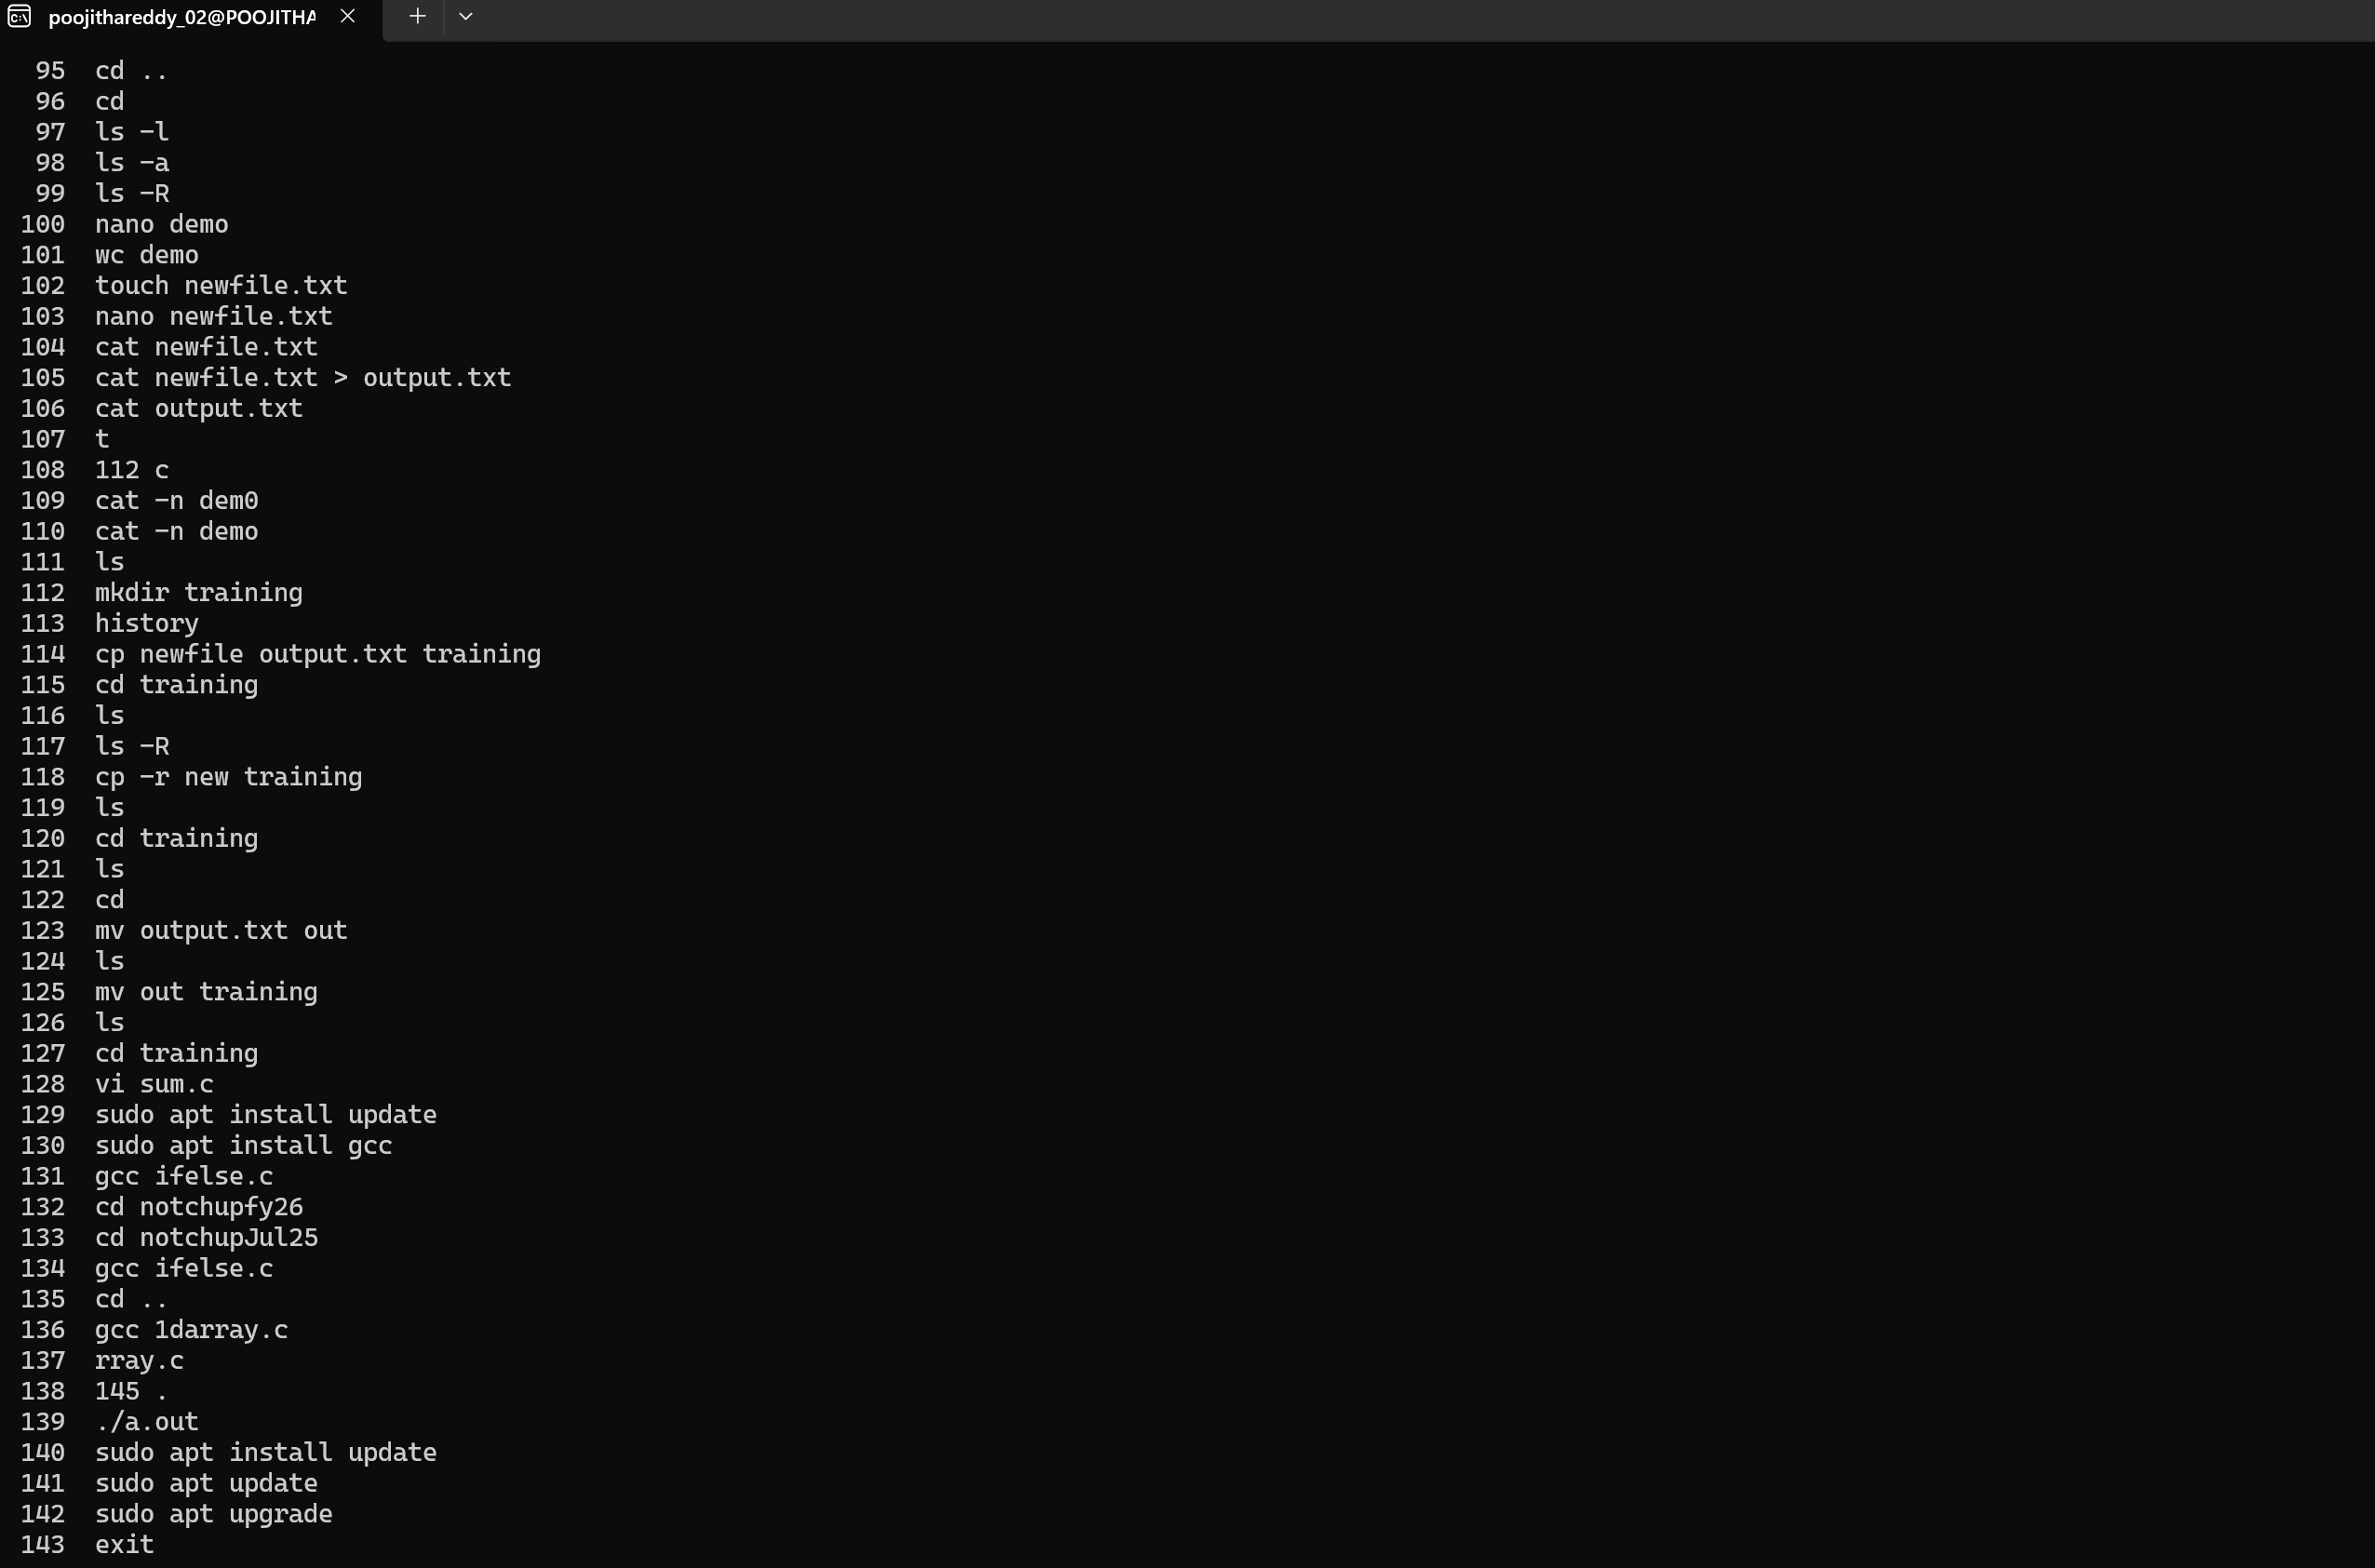 poojithareddy_02@POOJITHA
95 cd ..
96 cd
97 ls -l
98 ls -a
99 ls -R
100 nano demo
101 wc demo
102 touch newfile.txt
103 nano newfile.txt
104 cat newfile.txt
105 cat newfile.txt > output.txt
106 cat output.txt
107 t
108 112 c
109 cat -n dem0
110 cat -n demo
111 ls
112 mkdir training
113 history
114 cp newfile output.txt training
115 cd training
116 ls
117 ls -R
118 cp -r new training
119 ls
120 cd training
121 ls
122 cd
123 mv output.txt out
124 ls
125 mv out training
126 ls
127 cd training
128 vi sum.c
129 sudo apt install update
130 sudo apt install gcc
131 gcc ifelse.c
132 cd notchupfy26
133 cd notchupJul25
134 gcc ifelse.c
135 cd ..
136 gcc 1darray.c
137 rray.c
138 145 .
139 ./a.out
140 sudo apt install update
141 sudo apt update
142 sudo apt upgrade
143 exit